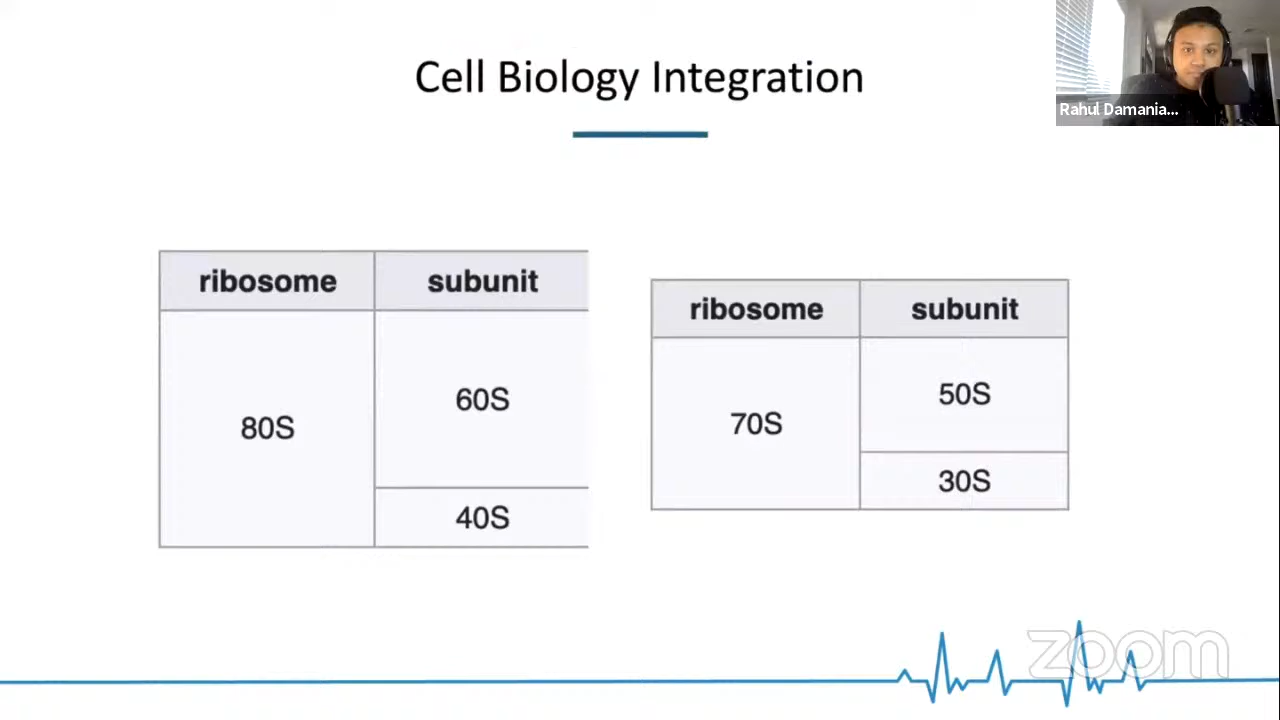 Cell Biology Integration
Rahul Damania...
ribosome subunit
80S
60S
40S
ribosome subunit
70S
50S
30S
zoom